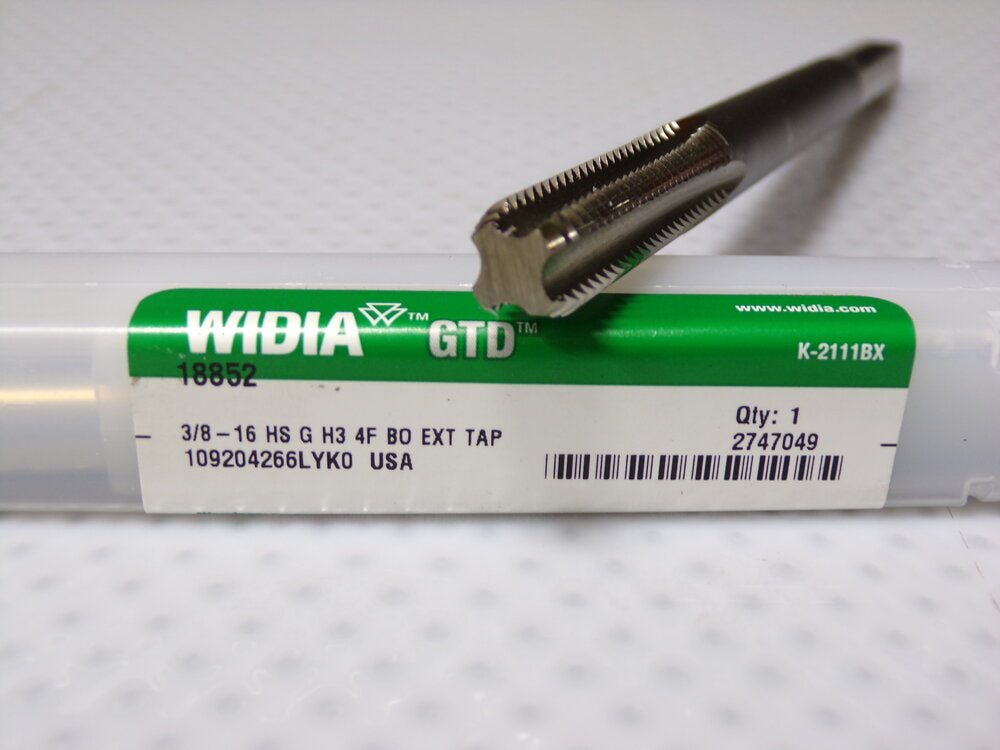 WIDIA™ GTD™
www.widia.com
K-2111BX
18852
3/8-16 HS G H3 4F BO EXT TAP
109204266LYK0 USA
Qty: 1
2747049